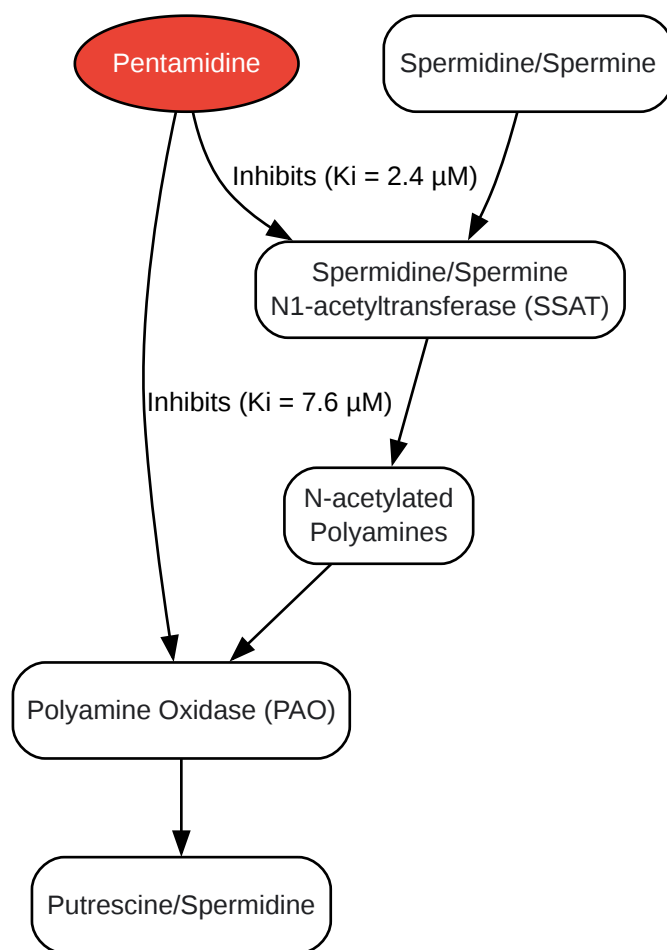 Pentamidine
Spermidine/Spermine
Inhibits (Ki = 2.4 µM)
Spermidine/Spermine
N1-acetyltransferase (SSAT)
Inhibits (Ki = 7.6 µM)
N-acetylated
Polyamines
Polyamine Oxidase (PAO)
Putrescine/Spermidine